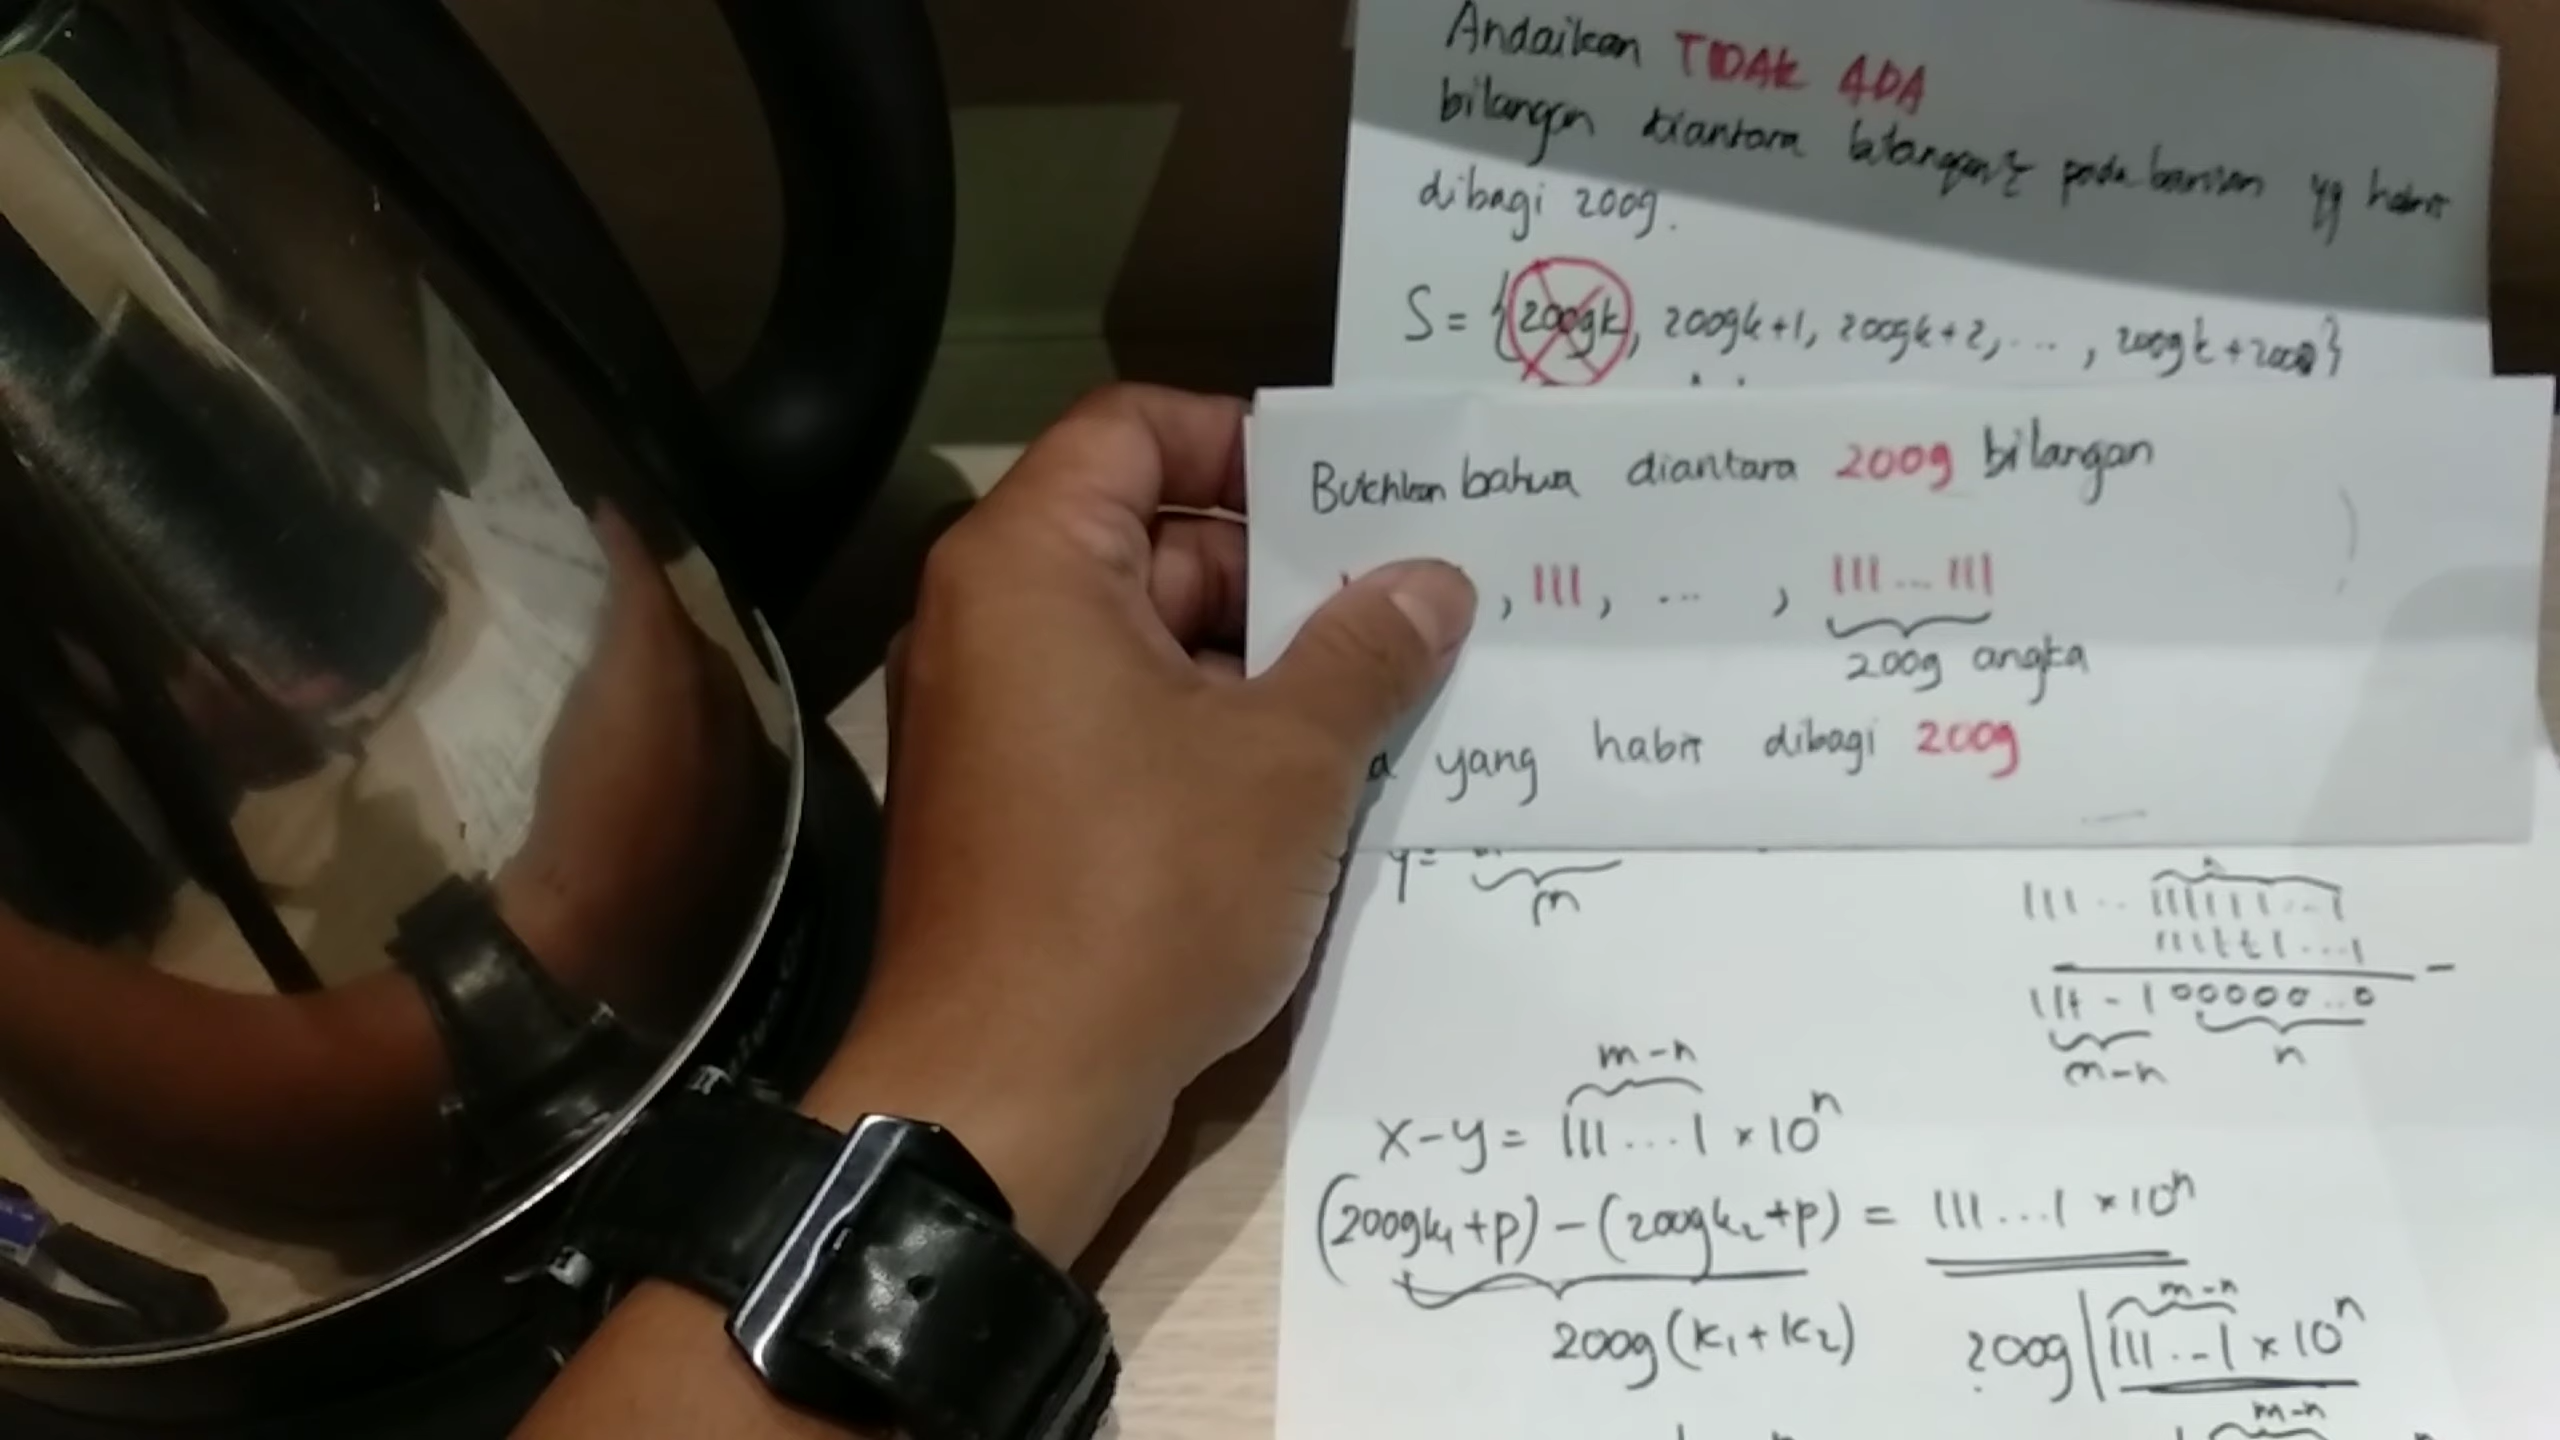 Andaikan TIDAK ADA
bilangan diantara bilangan2 pada barisan yg habis
dibagi 2009.
S = {2009k, 2009k+1, 2009k+2, ..., 2009k+2008}
Buktikan bahwa diantara 2009 bilangan
, 111, ... , 111...111
2009 angka
a yang habis dibagi 2009
y =
m
111...111111...1
1111111...1
111-100000..0
m-n n
m-n
x-y = 111...1 × 10^n
(2009k₁+p) - (2009k₂+p) = 111...1 × 10^n
2009(k₁+k₂)
m-n
2009 | 111...1 × 10^n
m-n